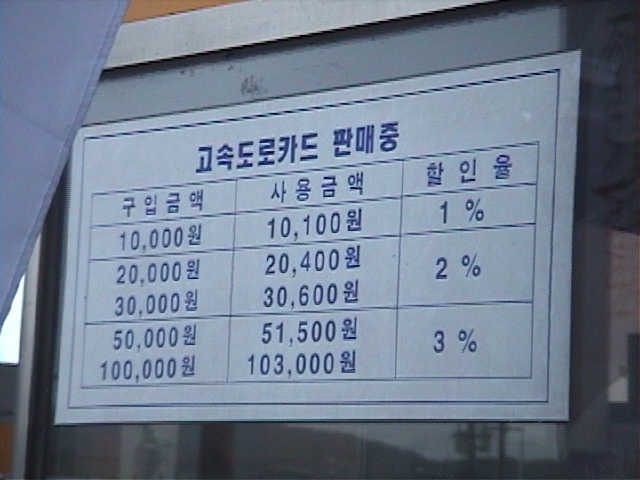 고속도로카드 판매중
구입금액 사용금액 할인율
10,000원 10,100원 1 %
20,000원 20,400원 2 %
30,000원 30,600원
50,000원 51,500원 3 %
100,000원 103,000원